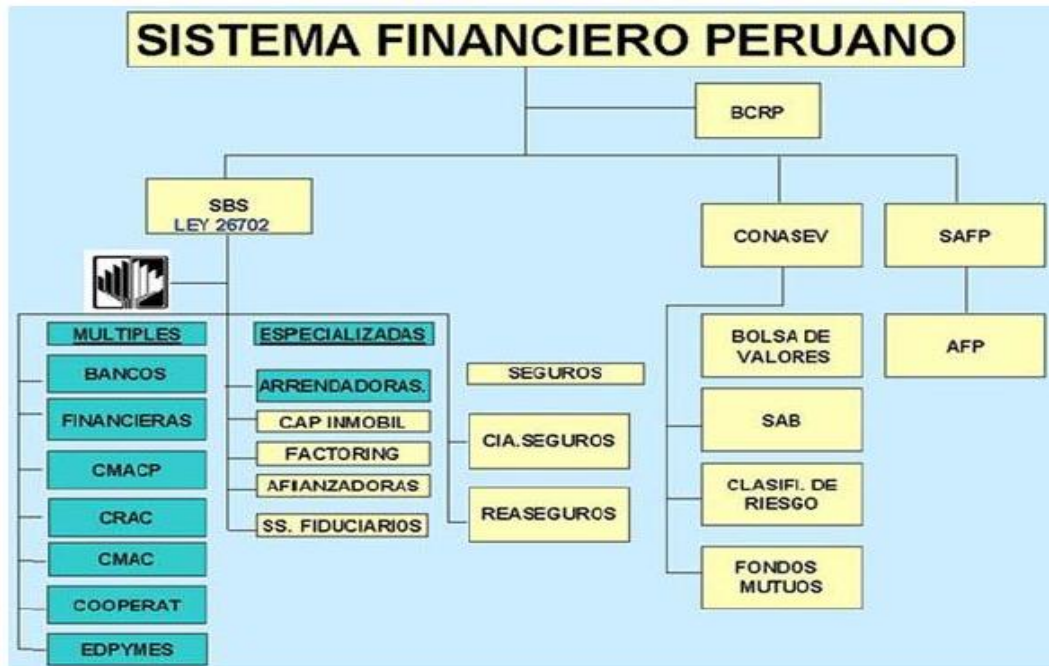 SISTEMA FINANCIERO PERUANO
BCRP
SBS
LEY 26702
CONASEV
SAFP
MULTIPLES
BANCOS
FINANCIERAS
CMACP
CRAC
CMAC
COOPERAT
EDPYMES
ESPECIALIZADAS
ARRENDADORAS.
CAP INMOBIL
FACTORING
AFIANZADORAS
SS. FIDUCIARIOS
SEGUROS
CIA.SEGUROS
REASEGUROS
BOLSA DE
VALORES
SAB
CLASIFI. DE
RIESGO
FONDOS
MUTUOS
AFP